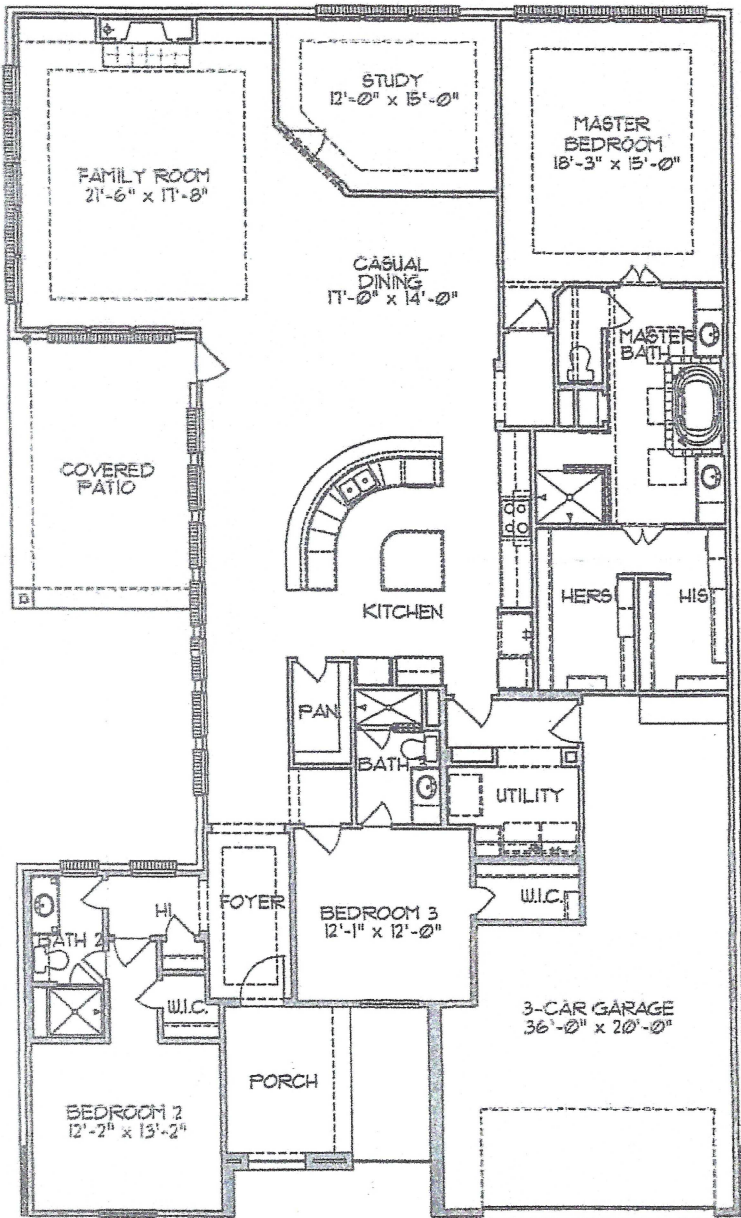 STUDY
12'-0" x 15'-0"
MASTER
BEDROOM
18'-3" x 15'-0"
FAMILY ROOM
21'-6" x 17'-8"
CASUAL
DINING
17'-0" x 14'-0"
MASTER
BATH
COVERED
PATIO
KITCHEN
HERS
HIS
PAN.
BATH 3
UTILITY
FOYER
W.I.C.
BEDROOM 3
12'-1" x 12'-0"
HI
ATH 2
W.I.C.
3-CAR GARAGE
36'-0" x 20'-0"
PORCH
BEDROOM 2
12'-2" x 13'-2"